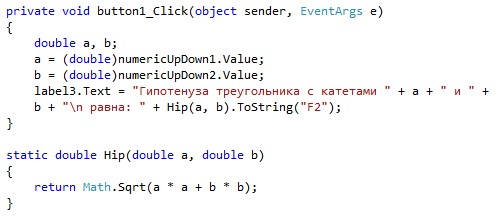 private void button1_Click(object sender, EventArgs e)
{
    double a, b;
    a = (double)numericUpDown1.Value;
    b = (double)numericUpDown2.Value;
    label3.Text = "Гипотенуза треугольника с катетами " + a + " и " +
    b + "\n равна: " + Hip(a, b).ToString("F2");
}

static double Hip(double a, double b)
{
    return Math.Sqrt(a * a + b * b);
}